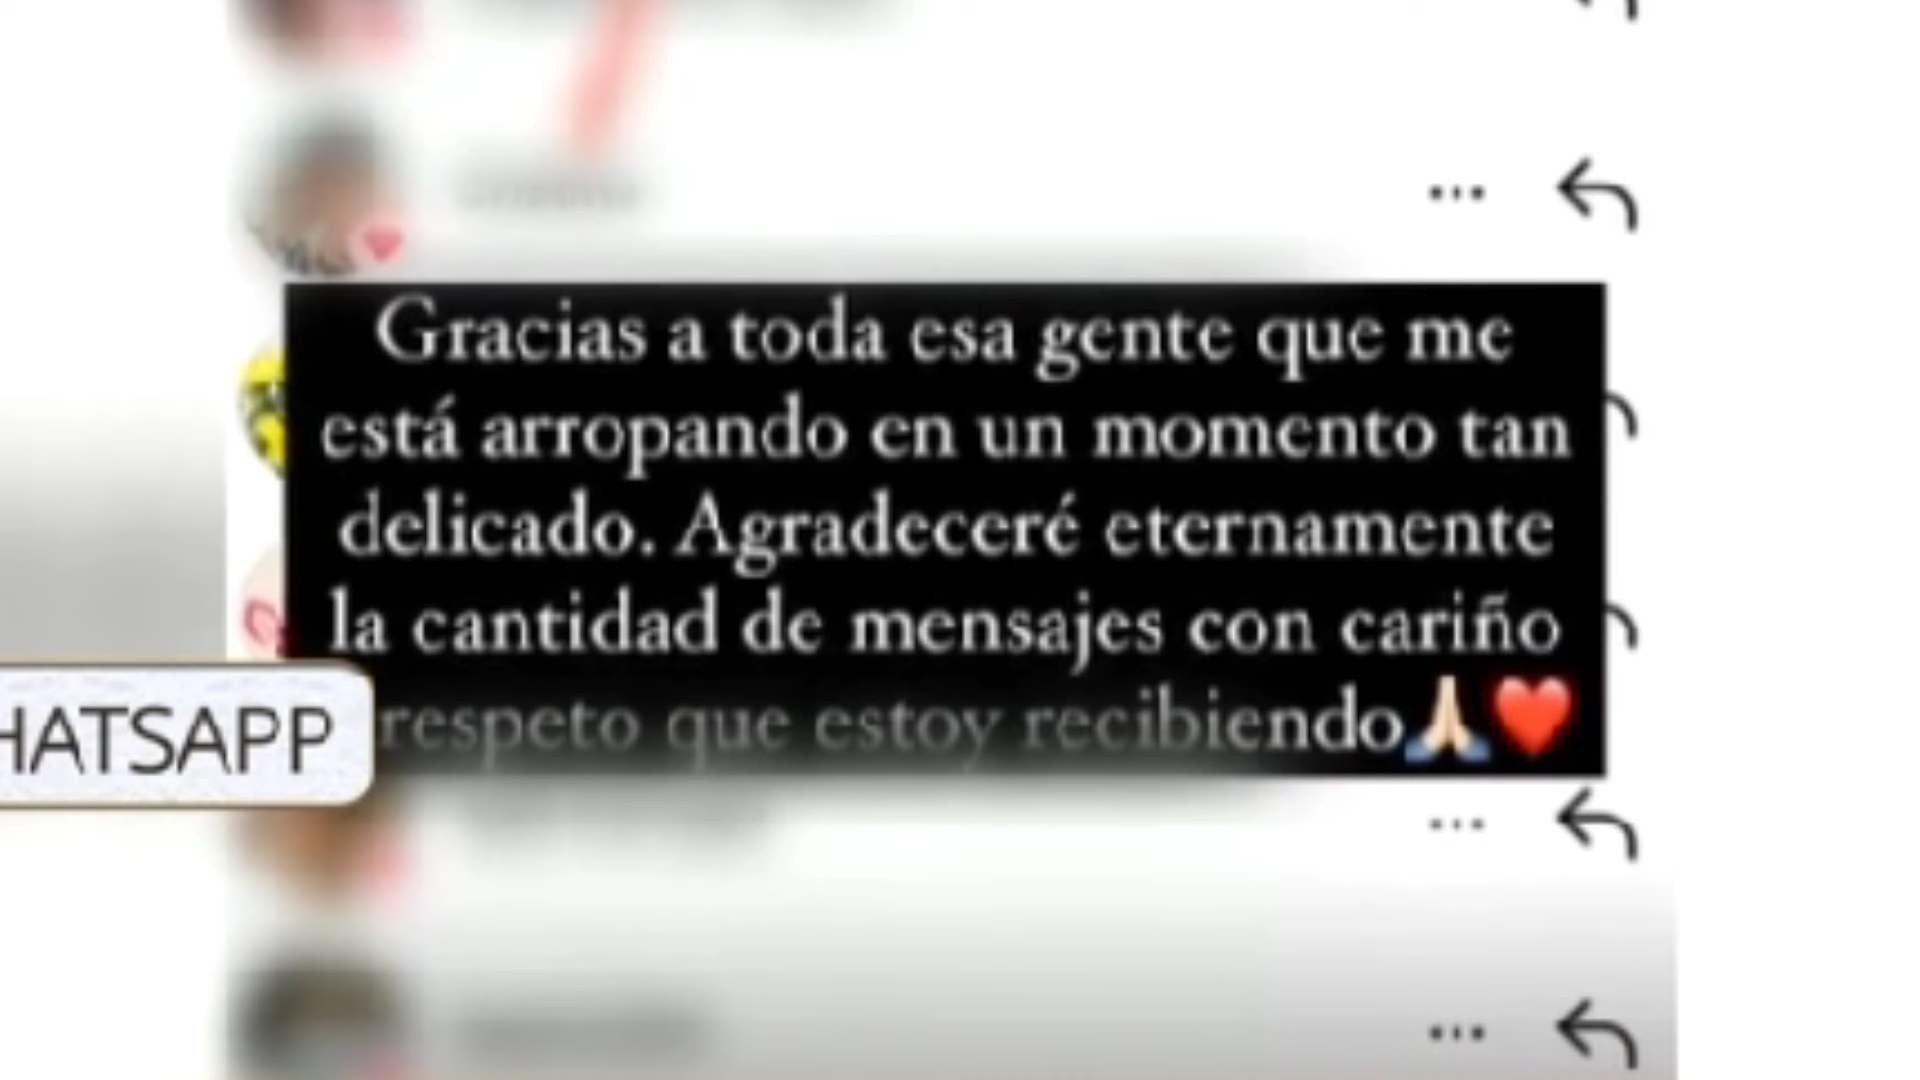 Gracias a toda esa gente que me
está arropando en un momento tan
delicado. Agradeceré eternamente
la cantidad de mensajes con cariño
respeto que estoy recibiendo🙏🏻❤️
HATSAPP